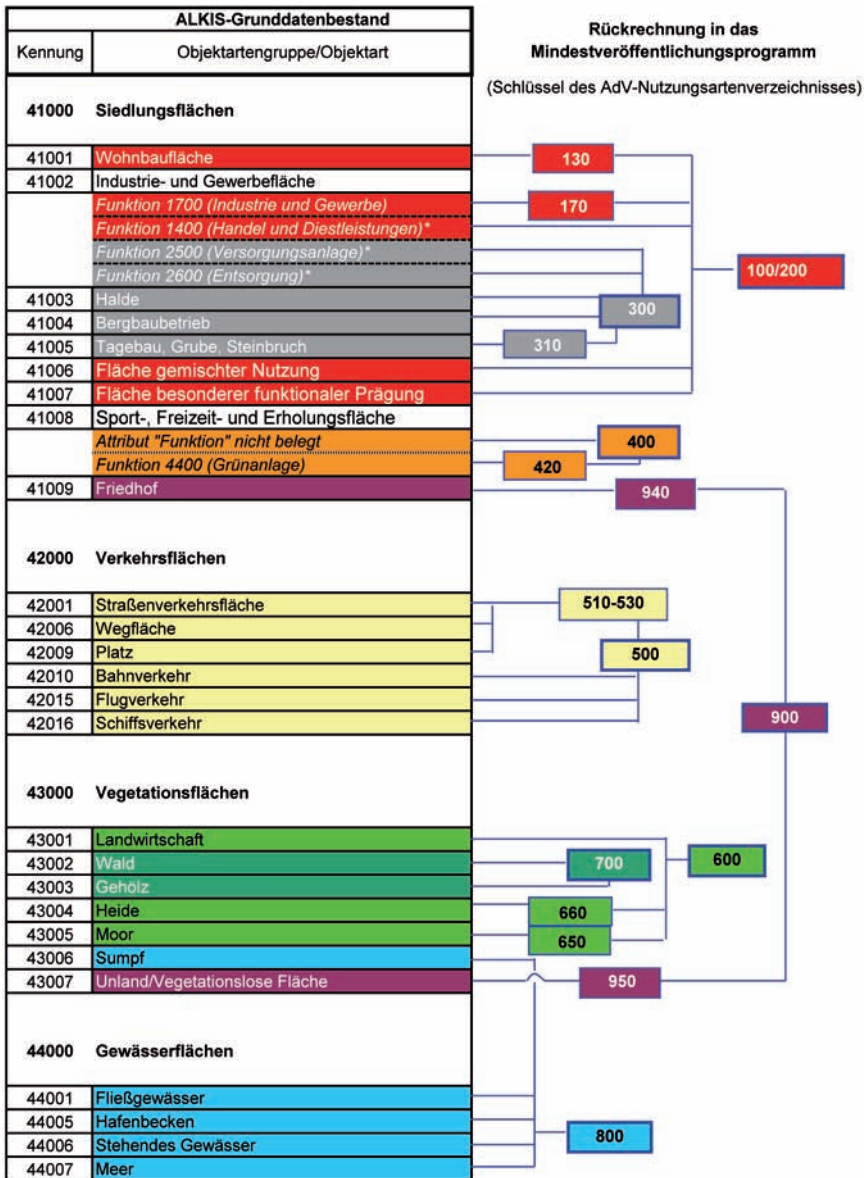 ALKIS-Grunddatenbestand
Kennung Objektartengruppe/Objektart
Rückrechnung in das
Mindestveröffentlichungsprogramm
(Schlüssel des AdV-Nutzungsartenverzeichnisses)
41000 Siedlungsflächen
41001 Wohnbaufläche 130
41002 Industrie- und Gewerbefläche
Funktion 1700 (Industrie und Gewerbe) 170
Funktion 1400 (Handel und Diestleistungen)*
Funktion 2500 (Versorgungsanlage)*
Funktion 2600 (Entsorgung)* 100/200
41003 Halde 300
41004 Bergbaubetrieb
41005 Tagebau, Grube, Steinbruch 310
41006 Fläche gemischter Nutzung
41007 Fläche besonderer funktionaler Prägung
41008 Sport-, Freizeit- und Erholungsfläche
Attribut "Funktion" nicht belegt 400
Funktion 4400 (Grünanlage) 420
41009 Friedhof 940
42000 Verkehrsflächen
42001 Straßenverkehrsfläche 510-530
42006 Wegfläche
42009 Platz 500
42010 Bahnverkehr
42015 Flugverkehr
42016 Schiffsverkehr 900
43000 Vegetationsflächen
43001 Landwirtschaft
43002 Wald 700 600
43003 Gehölz
43004 Heide 660
43005 Moor 650
43006 Sumpf
43007 Unland/Vegetationslose Fläche 950
44000 Gewässerflächen
44001 Fließgewässer
44005 Hafenbecken
44006 Stehendes Gewässer 800
44007 Meer